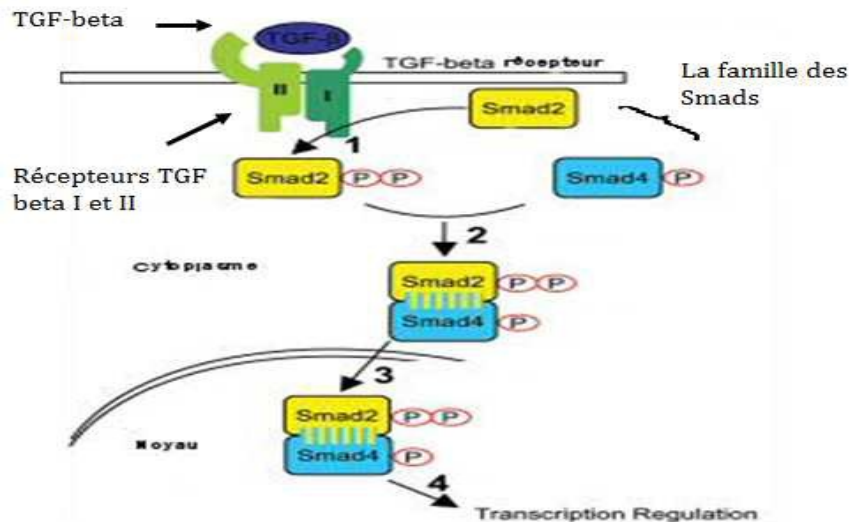 TGF-beta
TGF-B
TGF-beta récepteur
La famille des
Smads
II
I
Smad2
1
Récepteurs TGF
beta I et II
Smad2 P P
Smad4 P
2
Cytoplasme
Smad2 P P
Smad4 P
3
Smad2 P P
Noyau
Smad4 P
4
Transcription Regulation